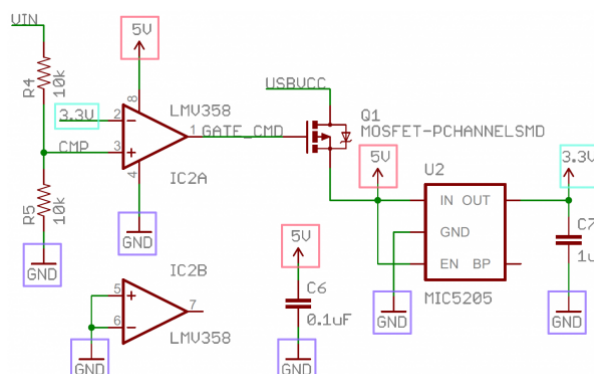 VIN
R4
10k
R5
10k
GND
3.3V
CMP
5V
8
2
3
4
1
LMV358
IC2A
GATE_CMD
GND
USBVCC
Q1
MOSFET-PCHANNELSMD
5V
U2
IN OUT
GND
EN BP
MIC5205
GND
3.3V
C7
1u
GND
IC2B
5
6
7
LMV358
GND
5V
C6
0.1uF
GND